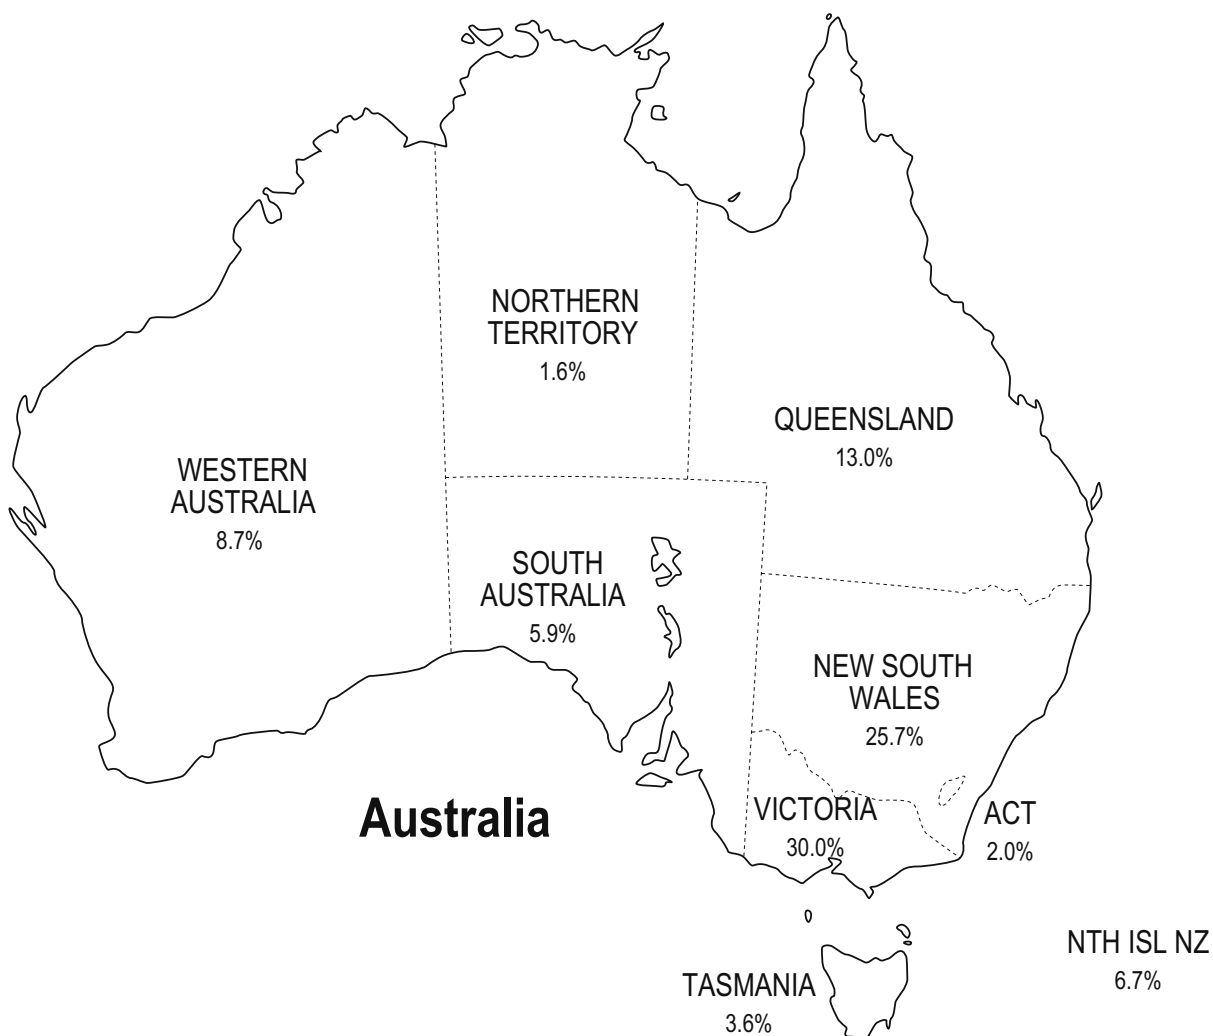 NORTHERN
TERRITORY
1.6%
QUEENSLAND
13.0%
WESTERN
AUSTRALIA
8.7%
SOUTH
AUSTRALIA
5.9%
NEW SOUTH
WALES
25.7%
Australia
VICTORIA
30.0%
ACT
2.0%
NTH ISL NZ
6.7%
TASMANIA
3.6%